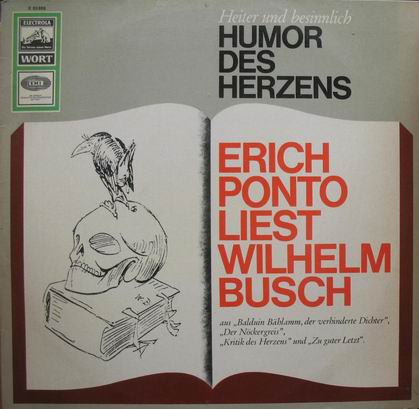 ELECTROLA
WORT
EMI
Heiter und besinnlich
HUMOR
DES
HERZENS
ERICH
PONTO
LIEST
WILHELM
BUSCH
aus „Balduin Bählamm, der verhinderte Dichter“,
„Der Nöckergreis“,
„Kritik des Herzens“ und „Zu guter Letzt“.